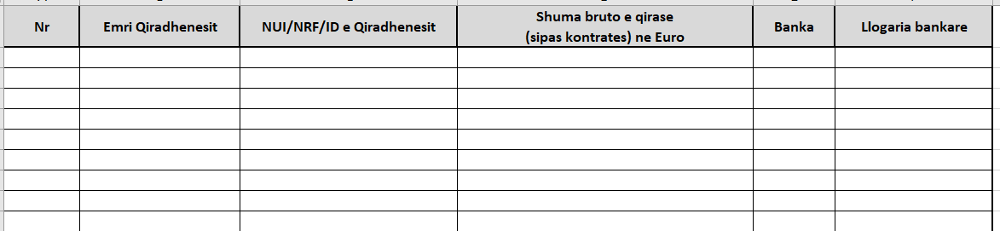 Nr
Emri Qiradhenesit
NUI/NRF/ID e Qiradhenesit
Shuma bruto e qirase
(sipas kontrates) ne Euro
Banka
Llogaria bankare